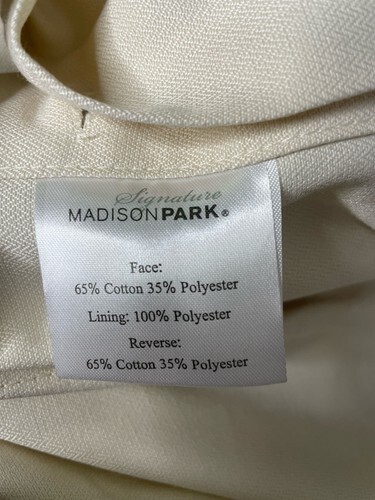 Signature
MADISONPARK®
Face:
65% Cotton 35% Polyester
Lining: 100% Polyester
Reverse:
65% Cotton 35% Polyester